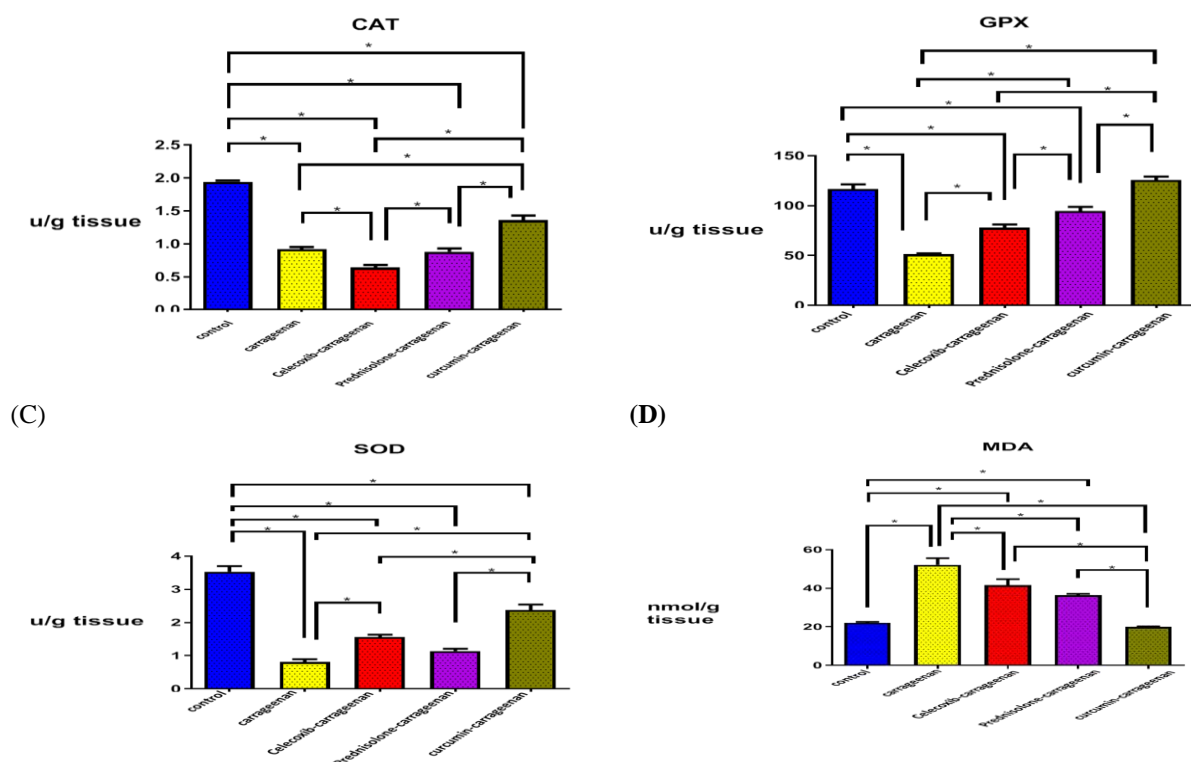 CAT
*
*
*
*
*
*
*
*
*
2.5
2.0
1.5
1.0
0.5
0.0
u/g tissue
control
carrageenan
Celecoxib-carrageenan
Prednisolone-carrageenan
curcumin-carrageenan
GPX
*
*
*
*
*
*
*
*
*
150
100
50
0
u/g tissue
control
carrageenan
Celecoxib-carrageenan
Prednisolone-carrageenan
curcumin-carrageenan
(C)
SOD
*
*
*
*
*
*
*
*
4
3
2
1
0
u/g tissue
control
carrageenan
Celecoxib-carrageenan
Prednisolone-carrageenan
curcumin-carrageenan
(D)
MDA
*
*
*
*
*
*
*
*
60
40
20
0
nmol/g
tissue
control
carrageenan
Celecoxib-carrageenan
Prednisolone-carrageenan
curcumin-carrageenan